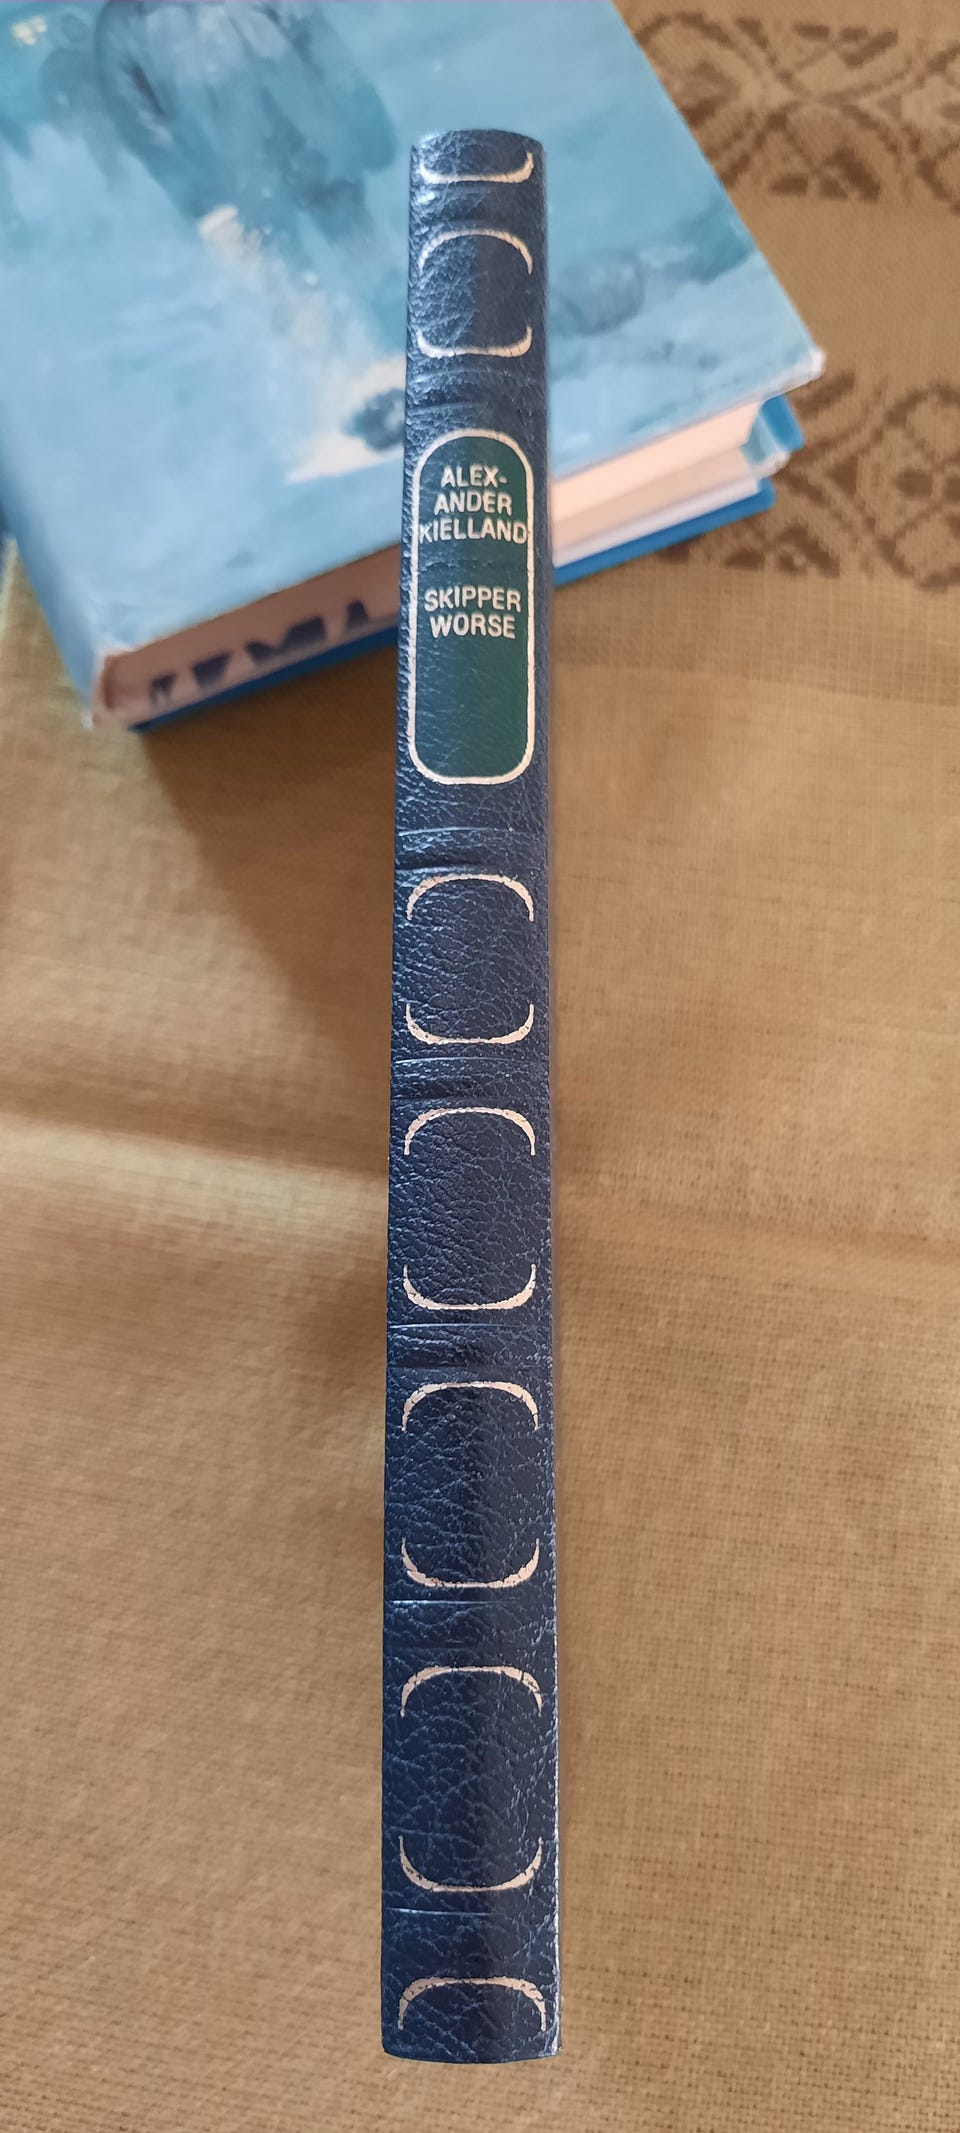 ALEX-
ANDER
KIELLAND
SKIPPER
WORSE